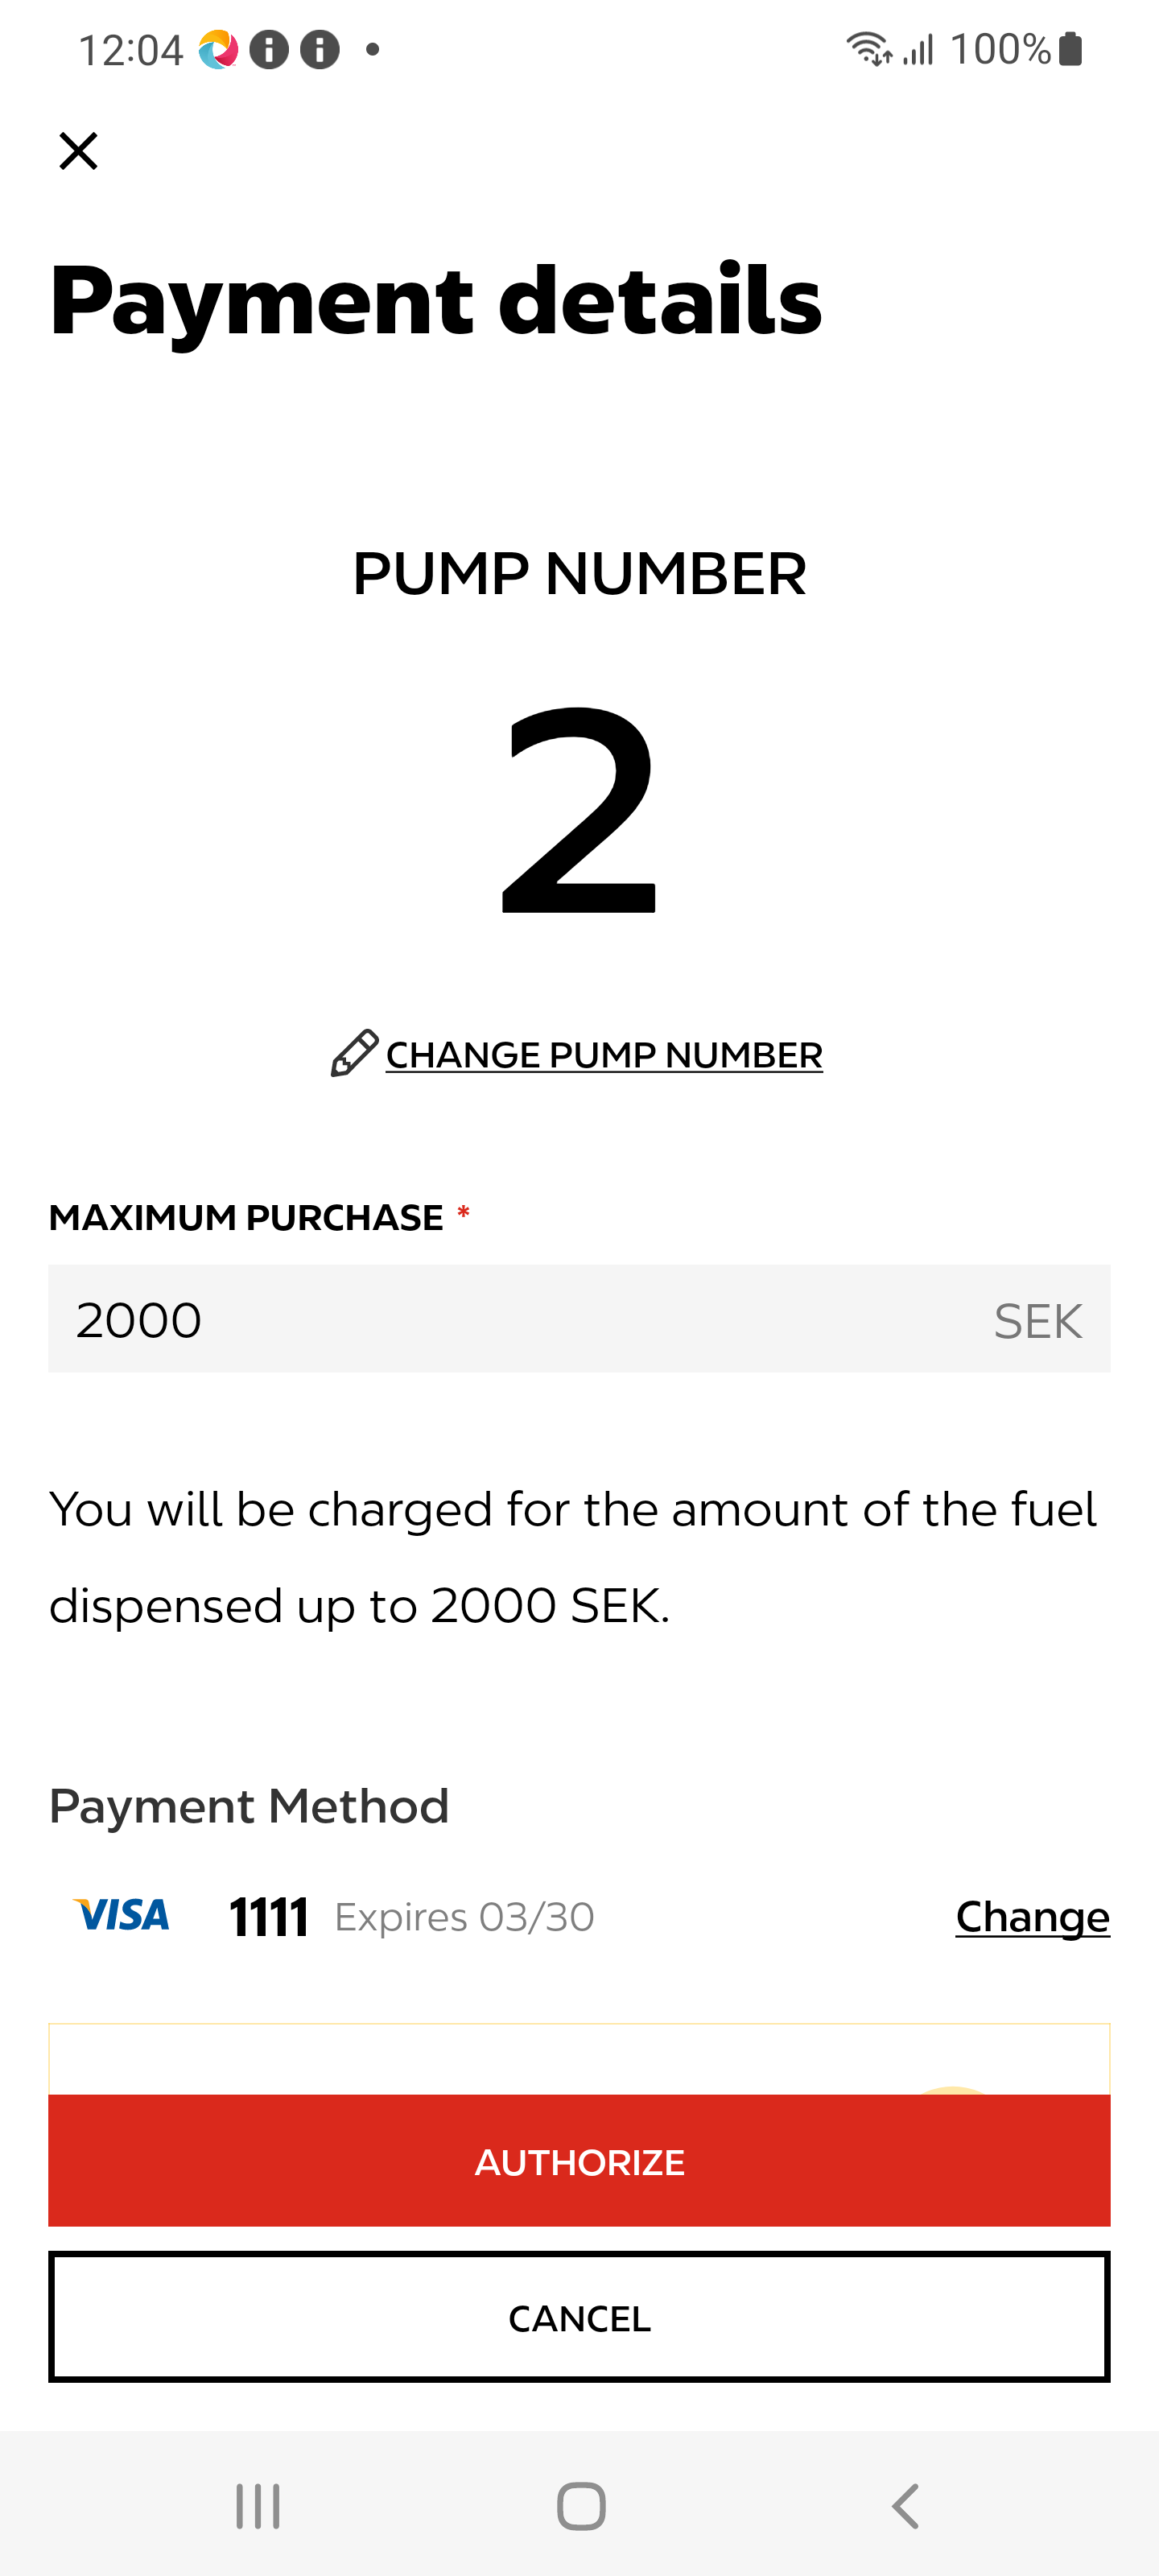 12:04 100%
Payment details
PUMP NUMBER
2
CHANGE PUMP NUMBER
MAXIMUM PURCHASE *
2000 SEK
You will be charged for the amount of the fuel
dispensed up to 2000 SEK.
Payment Method
VISA 1111 Expires 03/30 Change
AUTHORIZE
CANCEL